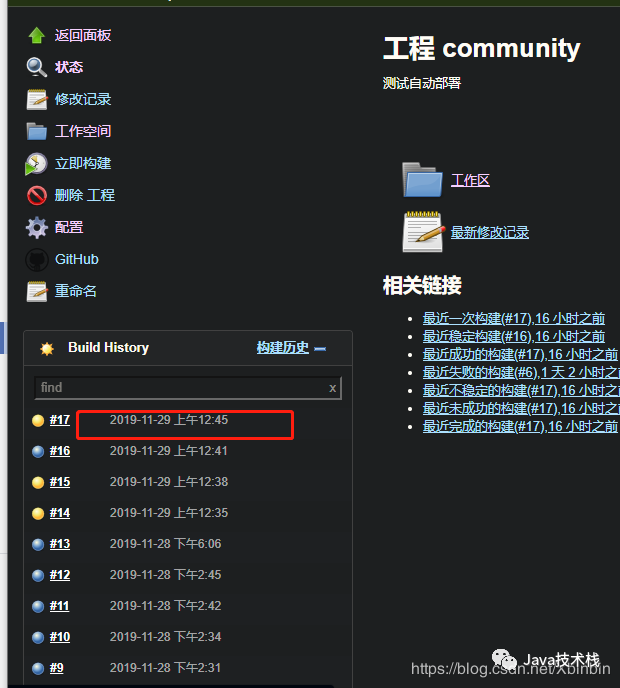 返回面板
状态
修改记录
工作空间
立即构建
删除 工程
配置
GitHub
重命名
Build History
构建历史
find
x
#17 2019-11-29 上午12:45
#16 2019-11-29 上午12:41
#15 2019-11-29 上午12:38
#14 2019-11-29 上午12:35
#13 2019-11-28 下午6:06
#12 2019-11-28 下午2:45
#11 2019-11-28 下午2:42
#10 2019-11-28 下午2:34
#9 2019-11-28 下午2:31
工程 community
测试自动部署
工作区
最新修改记录
相关链接
最近一次构建(#17),16 小时之前
最近稳定构建(#16),16 小时之前
最近成功的构建(#17),16 小时之前
最近失败的构建(#6),1 天 2 小时之
最近不稳定的构建(#17),16 小时之
最近未成功的构建(#17),16 小时之
最近完成的构建(#17),16 小时之前
Java技术栈
https://blog.csdn.net/Xbinbin